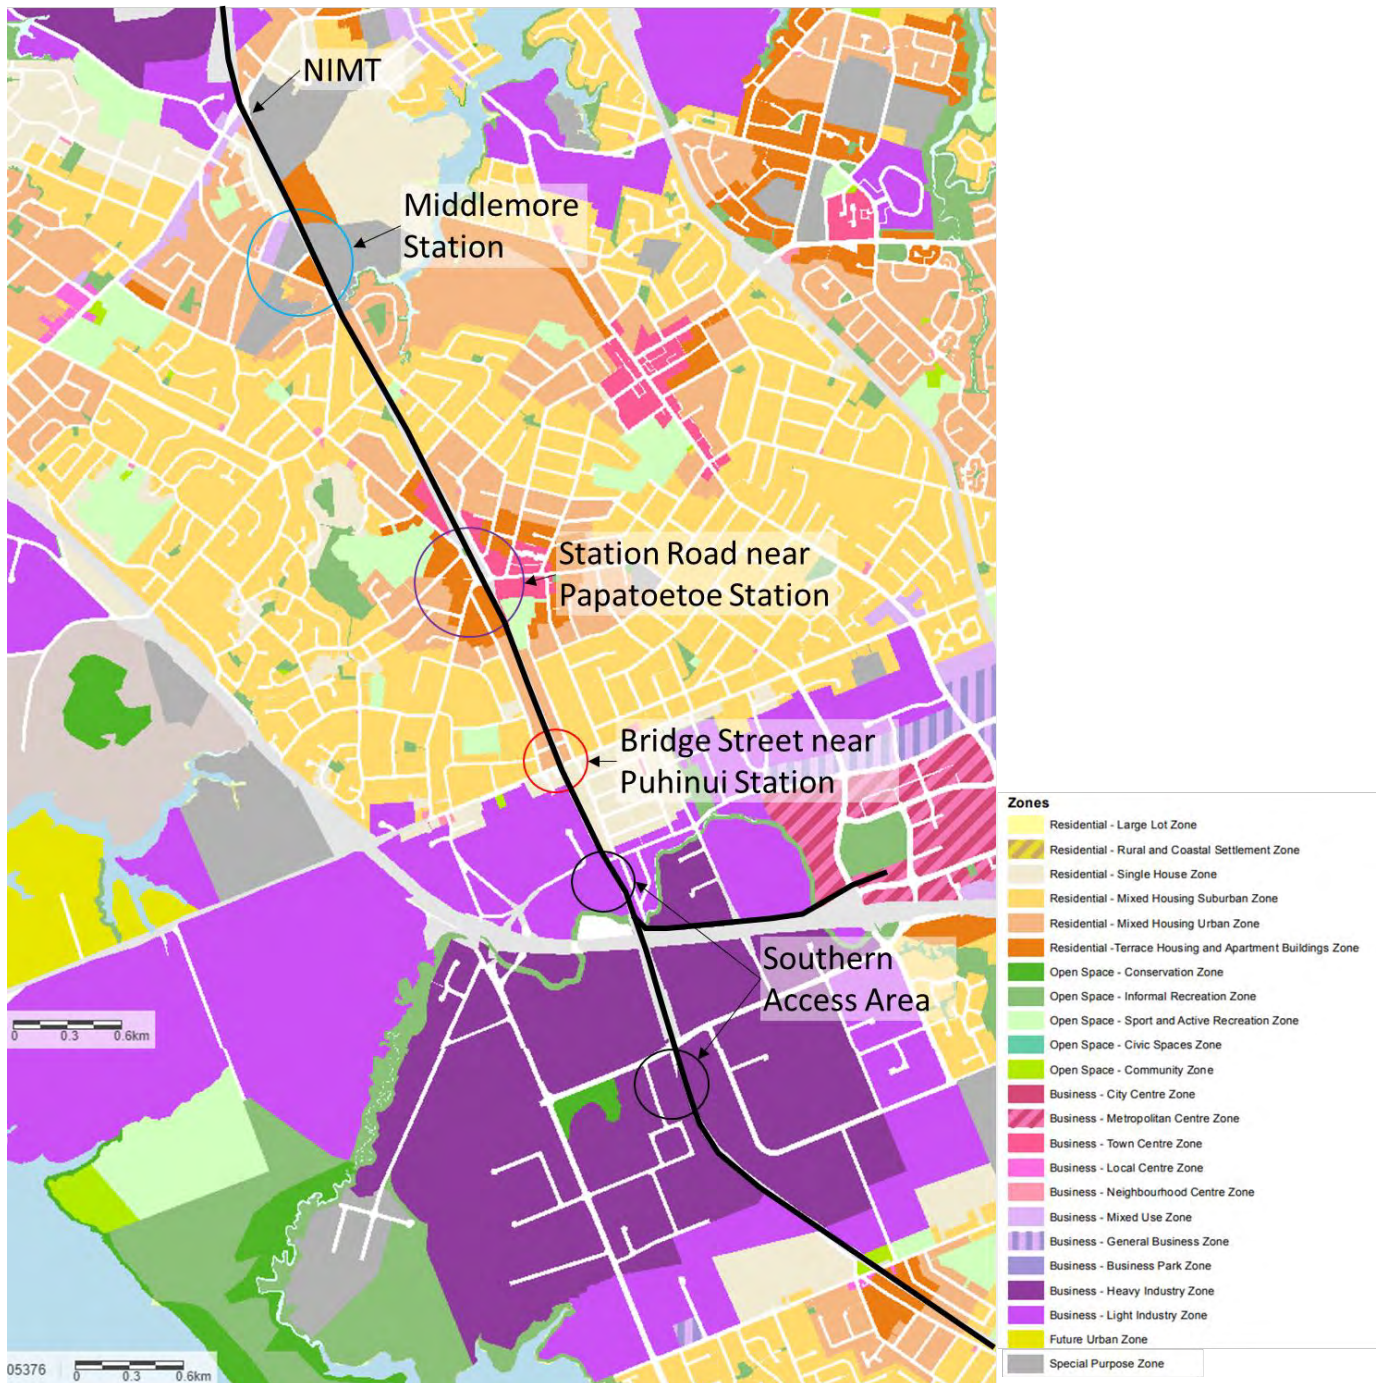 NIMT
Middlemore
Station
Station Road near
Papatoetoe Station
Bridge Street near
Puhinui Station
Southern
Access Area
0 0.3 0.6km
05376 0 0.3 0.6km
Zones
Residential - Large Lot Zone
Residential - Rural and Coastal Settlement Zone
Residential - Single House Zone
Residential - Mixed Housing Suburban Zone
Residential - Mixed Housing Urban Zone
Residential -Terrace Housing and Apartment Buildings Zone
Open Space - Conservation Zone
Open Space - Informal Recreation Zone
Open Space - Sport and Active Recreation Zone
Open Space - Civic Spaces Zone
Open Space - Community Zone
Business - City Centre Zone
Business - Metropolitan Centre Zone
Business - Town Centre Zone
Business - Local Centre Zone
Business - Neighbourhood Centre Zone
Business - Mixed Use Zone
Business - General Business Zone
Business - Business Park Zone
Business - Heavy Industry Zone
Business - Light Industry Zone
Future Urban Zone
Special Purpose Zone